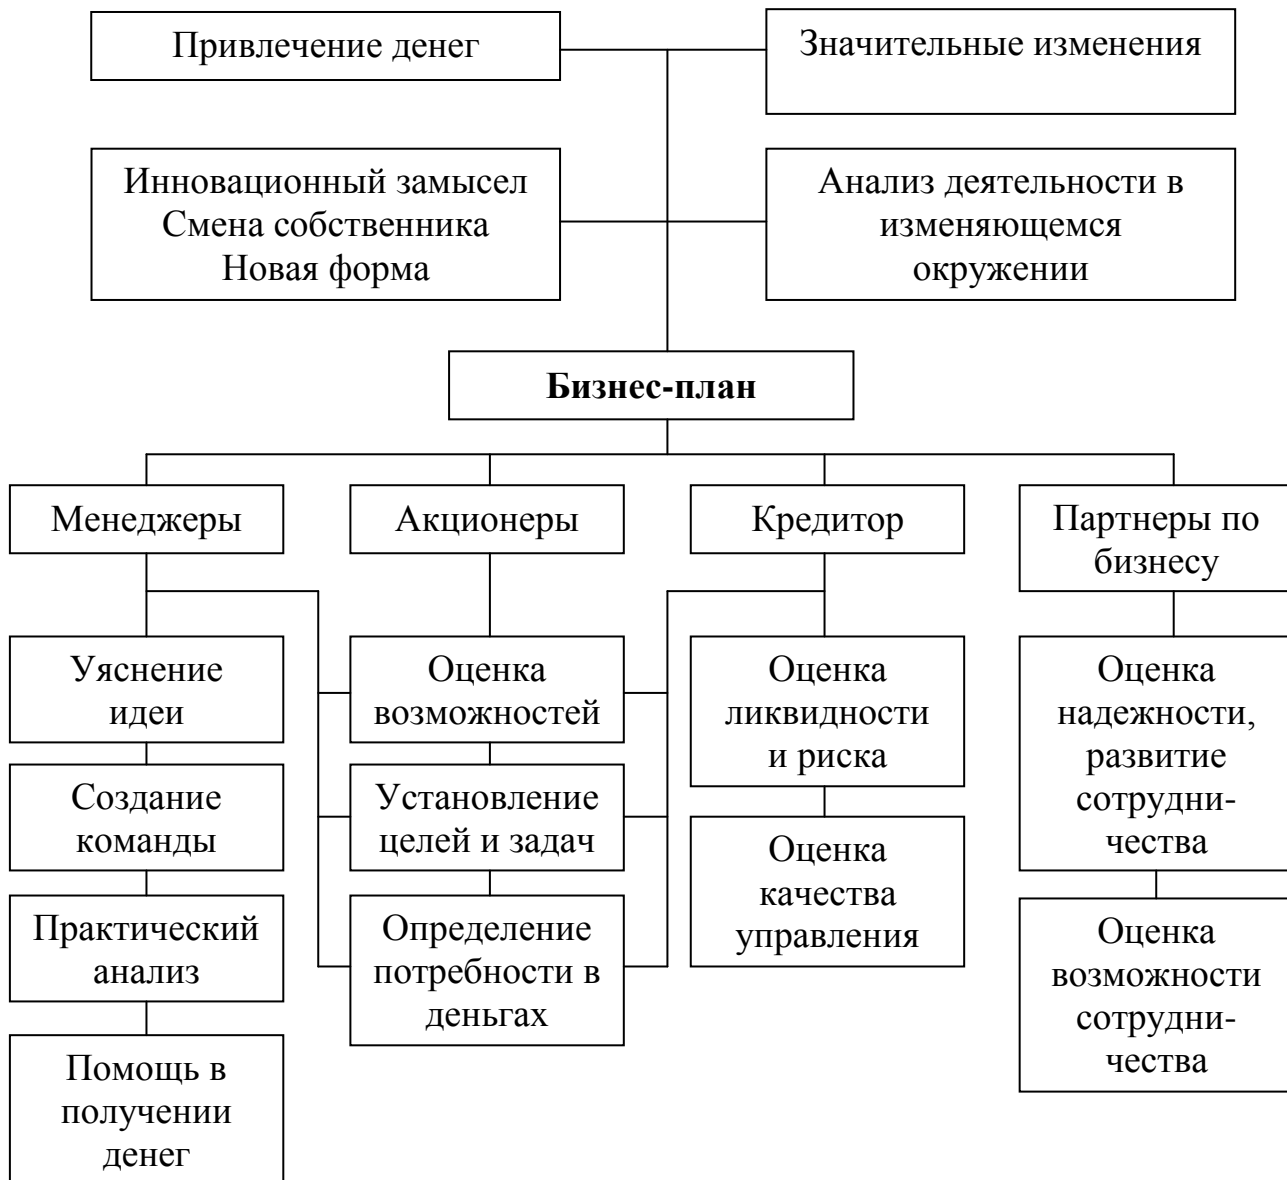 Привлечение денег
Значительные изменения
Инновационный замысел
Смена собственника
Новая форма
Анализ деятельности в
изменяющемся
окружении
Бизнес-план
Менеджеры
Акционеры
Кредитор
Партнеры по
бизнесу
Уяснение
идеи
Создание
команды
Практический
анализ
Помощь в
получении
денег
Оценка
возможностей
Установление
целей и задач
Определение
потребности в
деньгах
Оценка
ликвидности
и риска
Оценка
качества
управления
Оценка
надежности,
развитие
сотрудни-
чества
Оценка
возможности
сотрудни-
чества